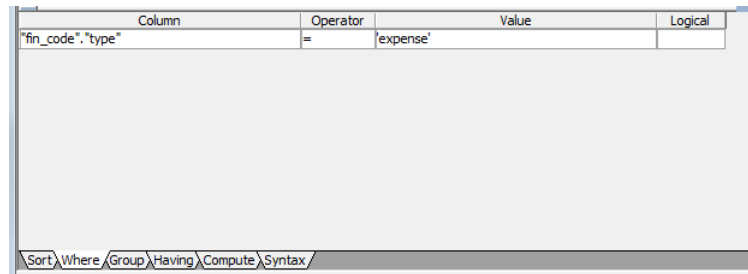 Column Operator Value Logical
"fin_code"."type" = 'expense'
Sort Where Group Having Compute Syntax